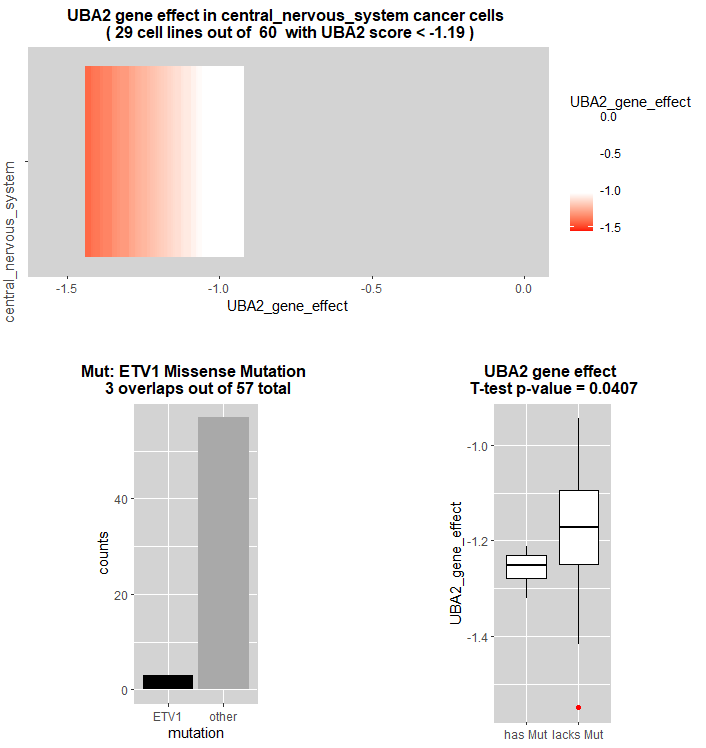 UBA2 gene effect in central_nervous_system cancer cells
( 29 cell lines out of  60  with UBA2 score < -1.19 )
central_nervous_system
-1.5
-1.0
-0.5
0.0
UBA2_gene_effect
UBA2_gene_effect
0.0
-0.5
-1.0
-1.5
Mut: ETV1 Missense Mutation
3 overlaps out of 57 total
counts
40
20
0
ETV1
other
mutation
UBA2 gene effect
T-test p-value = 0.0407
UBA2_gene_effect
-1.0
-1.2
-1.4
has Mut
lacks Mut